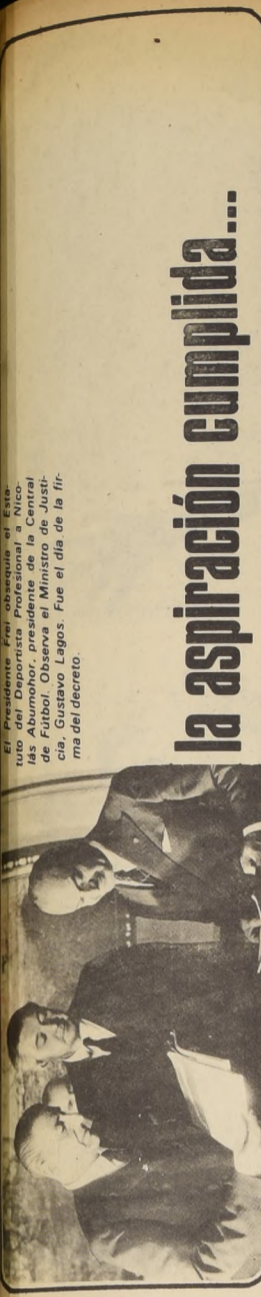 El Presidente Frei obsequia el Esta-
tuto del Deportista Profesional a Nico-
lás Abumohor, presidente de la Central
de Fútbol. Observa el Ministro de Justi-
cia, Gustavo Lagos. Fue el día de la fir-
ma del decreto.
la aspiración cumplida...